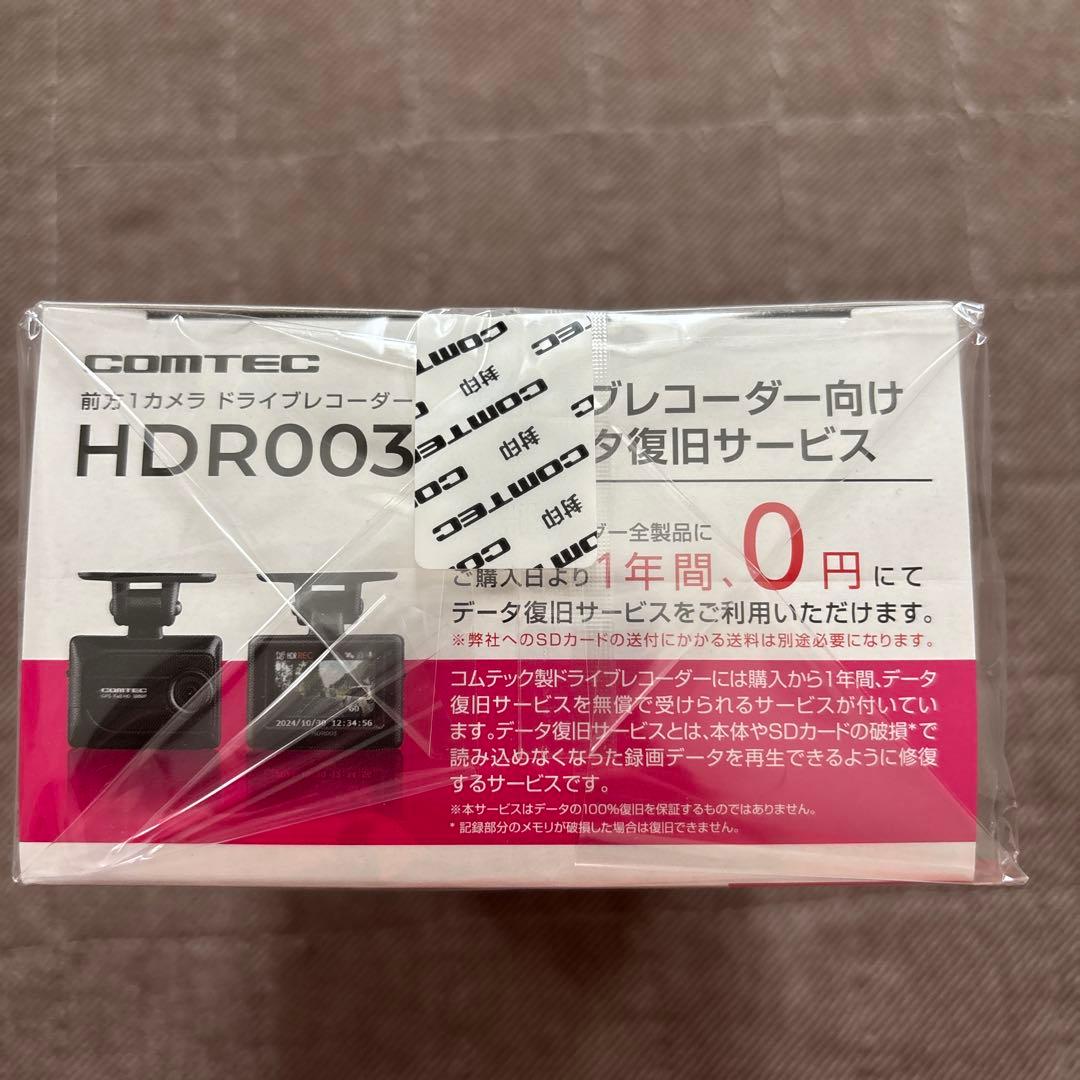 COMTEC
前方1カメラ ドライブレコーダー
HDR003
COMTEC
封印
COMTEC
封印
COMTEC
封印
ブレコーダー向け
タ復旧サービス
ダー全製品に
ご購入日より1年間、0円にて
データ復旧サービスをご利用いただけます。
※弊社へのSDカードの送付にかかる送料は別途必要になります。
コムテック製ドライブレコーダーには購入から1年間、データ
復旧サービスを無償で受けられるサービスが付いてい
ます。データ復旧サービスとは、本体やSDカードの破損*で
読み込めなくなった録画データを再生できるように修復
するサービスです。
※本サービスはデータの100%復旧を保証するものではありません。
* 記録部分のメモリが破損した場合は復旧できません。
COMTEC
GPS Full HD 1080P
HDR REC
60
2024/10/30 12:34:56
HDR003